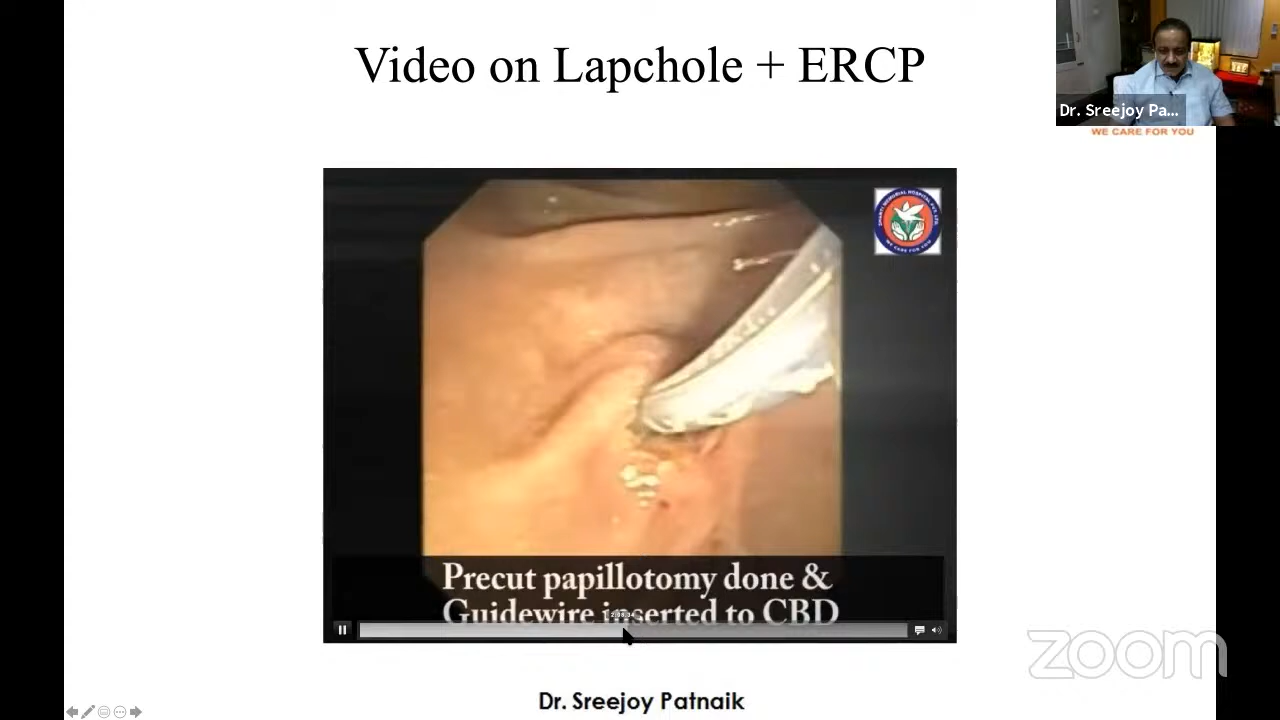 Video on Lapchole + ERCP
Dr. Sreejoy Pa...
WE CARE FOR YOU
Precut papillotomy done &
Guidewire inserted to CBD
zoom
Dr. Sreejoy Patnaik